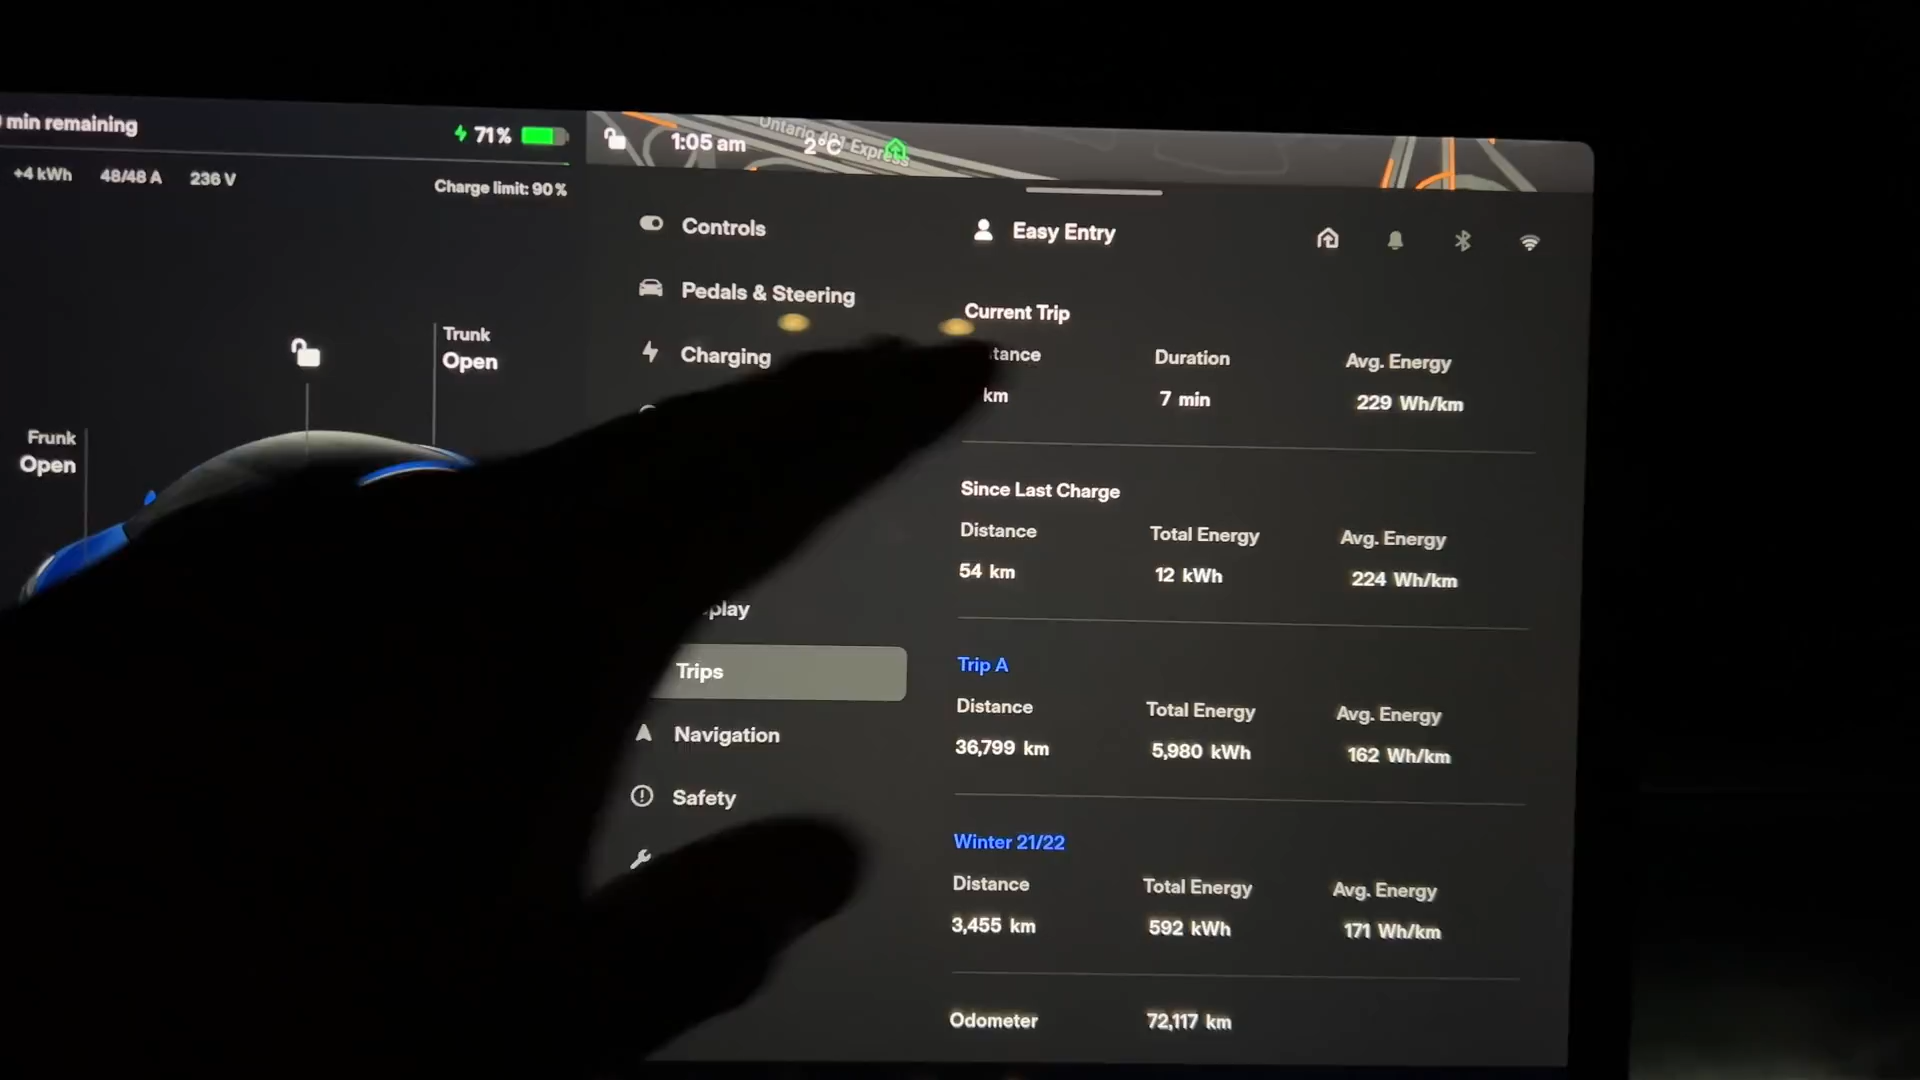 min remaining
71%
+4 kWh 48/48 A 236 V
Charge limit: 90%
1:05 am 2°C
Ontario 401 Express
Trunk
Open
Frunk
Open
Controls
Pedals & Steering
Charging
Trips
Navigation
Safety
Easy Entry
Current Trip
Duration Avg. Energy
km 7 min 229 Wh/km
Since Last Charge
Distance Total Energy Avg. Energy
54 km 12 kWh 224 Wh/km
Trip A
Distance Total Energy Avg. Energy
36,799 km 5,980 kWh 162 Wh/km
Winter 21/22
Distance Total Energy Avg. Energy
3,455 km 592 kWh 171 Wh/km
Odometer 72,117 km